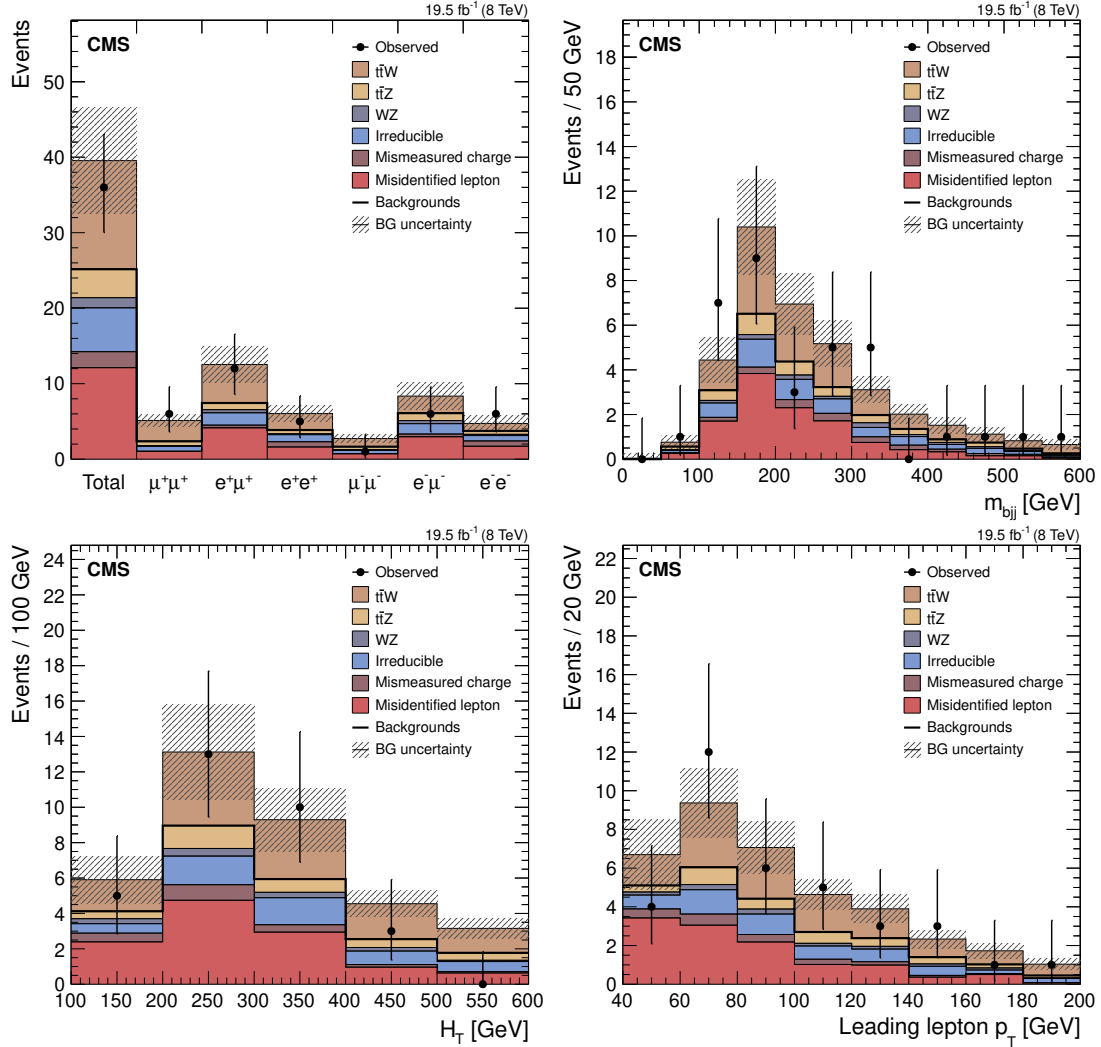 19.5 fb⁻¹ (8 TeV)
CMS
Events
Observed
tt̄W
tt̄Z
WZ
Irreducible
Mismeasured charge
Misidentified lepton
Backgrounds
BG uncertainty
50
40
30
20
10
0
Total μ⁺μ⁺ e⁺μ⁺ e⁺e⁺ μ⁻μ⁻ e⁻μ⁻ e⁻e⁻
19.5 fb⁻¹ (8 TeV)
CMS
Events / 50 GeV
Observed
tt̄W
tt̄Z
WZ
Irreducible
Mismeasured charge
Misidentified lepton
Backgrounds
BG uncertainty
18
16
14
12
10
8
6
4
2
0
0 100 200 300 400 500 600
m_bjj [GeV]
19.5 fb⁻¹ (8 TeV)
CMS
Events / 100 GeV
Observed
tt̄W
tt̄Z
WZ
Irreducible
Mismeasured charge
Misidentified lepton
Backgrounds
BG uncertainty
24
22
20
18
16
14
12
10
8
6
4
2
0
100 150 200 250 300 350 400 450 500 550 600
H_T [GeV]
19.5 fb⁻¹ (8 TeV)
CMS
Events / 20 GeV
Observed
tt̄W
tt̄Z
WZ
Irreducible
Mismeasured charge
Misidentified lepton
Backgrounds
BG uncertainty
22
20
18
16
14
12
10
8
6
4
2
0
40 60 80 100 120 140 160 180 200
Leading lepton p_T [GeV]